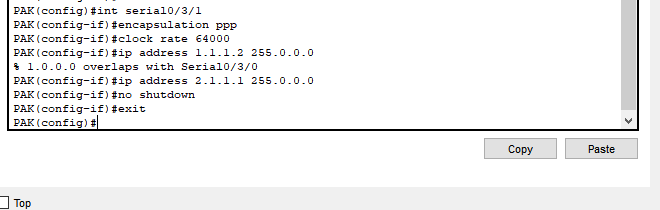 PAK(config)#int serial0/3/1
PAK(config-if)#encapsulation ppp
PAK(config-if)#clock rate 64000
PAK(config-if)#ip address 1.1.1.2 255.0.0.0
% 1.0.0.0 overlaps with Serial0/3/0
PAK(config-if)#ip address 2.1.1.1 255.0.0.0
PAK(config-if)#no shutdown
PAK(config-if)#exit
PAK(config)#
Copy Paste
Top